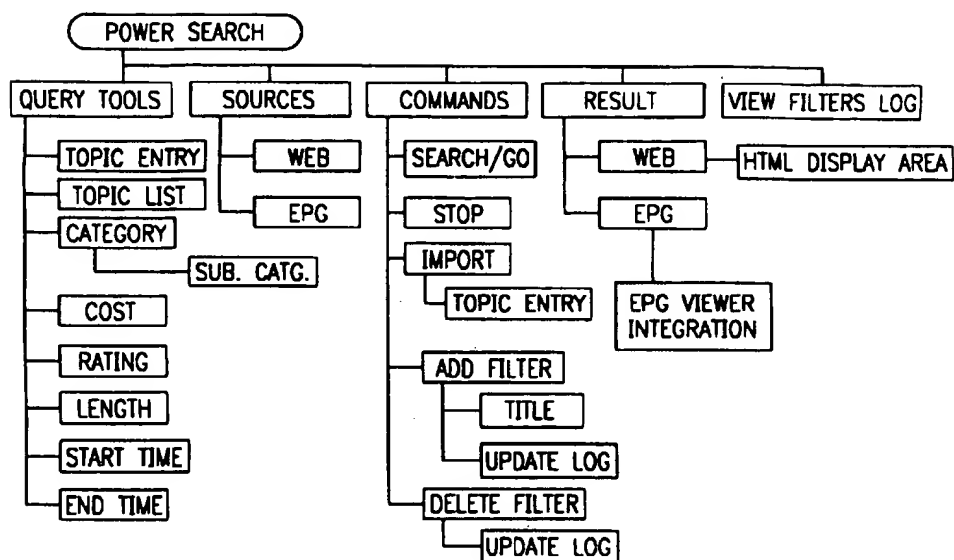 POWER SEARCH
QUERY TOOLS
TOPIC ENTRY
TOPIC LIST
CATEGORY
SUB. CATG.
COST
RATING
LENGTH
START TIME
END TIME
SOURCES
WEB
EPG
COMMANDS
SEARCH/GO
STOP
IMPORT
TOPIC ENTRY
ADD FILTER
TITLE
UPDATE LOG
DELETE FILTER
UPDATE LOG
RESULT
WEB
HTML DISPLAY AREA
EPG
EPG VIEWER
INTEGRATION
VIEW FILTERS LOG